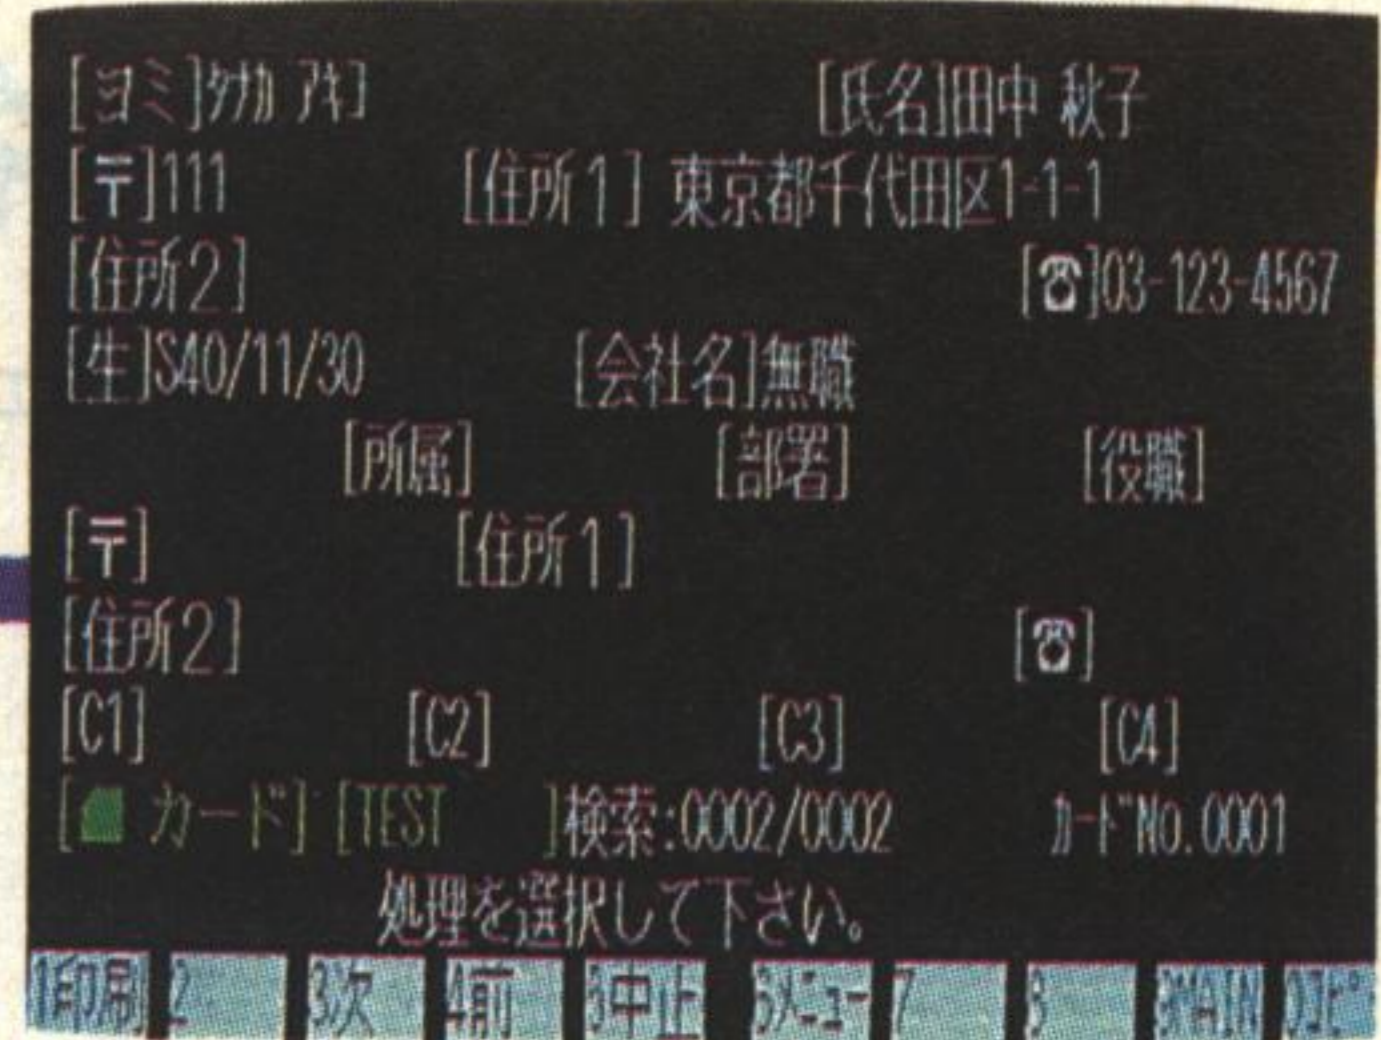 [ヨミ]ﾀﾅｶ ｱｷｺ [氏名]田中 秋子
[〒]111 [住所1] 東京都千代田区1-1-1
[住所2] [☎]03-123-4567
[生]S40/11/30 [会社名]無職
[所属] [部署] [役職]
[〒] [住所1]
[住所2] [☎]
[C1] [C2] [C3] [C4]
[カード] [TEST ]検索:0002/0002 ｶｰﾄﾞNo.0001
処理を選択して下さい。
1印刷 2 3次 4前 5中止 6ﾒﾆｭｰ 7 8 9MAIN 0ｺﾋﾟｰ